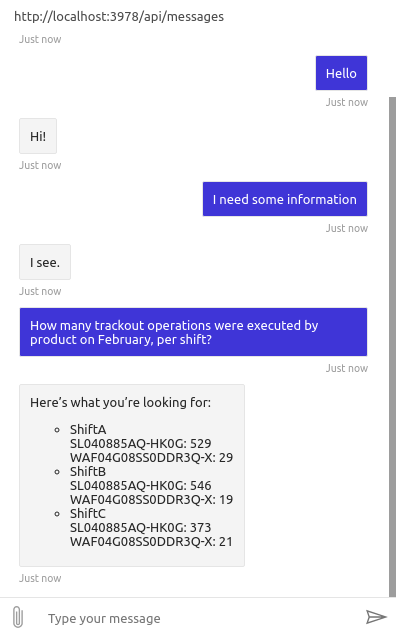 http://localhost:3978/api/messages
Just now
Hello
Just now
Hi!
Just now
I need some information
Just now
I see.
Just now
How many trackout operations were executed by
product on February, per shift?
Just now
Here's what you're looking for:
ShiftA
SL040885AQ-HK0G: 529
WAF04G08SS0DDR3Q-X: 29
ShiftB
SL040885AQ-HK0G: 546
WAF04G08SS0DDR3Q-X: 19
ShiftC
SL040885AQ-HK0G: 373
WAF04G08SS0DDR3Q-X: 21
Just now
Type your message